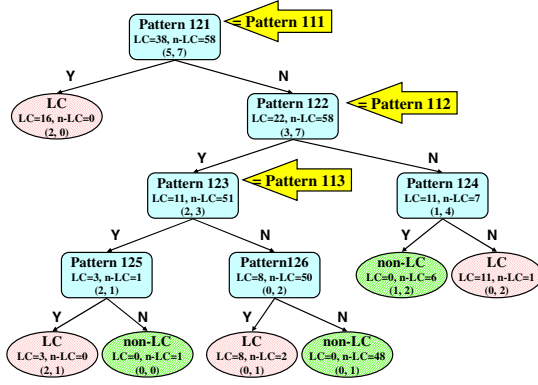 Pattern 121
LC=38, n-LC=58
(5, 7)
= Pattern 111
Y
N
LC
LC=16, n-LC=0
(2, 0)
Pattern 122
LC=22, n-LC=58
(3, 7)
= Pattern 112
Y
N
Pattern 123
LC=11, n-LC=51
(2, 3)
= Pattern 113
Pattern 124
LC=11, n-LC=7
(1, 4)
Y
N
Y
N
Pattern 125
LC=3, n-LC=1
(2, 1)
Pattern126
LC=8, n-LC=50
(0, 2)
non-LC
LC=0, n-LC=6
(1, 2)
LC
LC=11, n-LC=1
(0, 2)
Y
N
Y
N
LC
LC=3, n-LC=0
(2, 1)
non-LC
LC=0, n-LC=1
(0, 0)
LC
LC=8, n-LC=2
(0, 1)
non-LC
LC=0, n-LC=48
(0, 1)